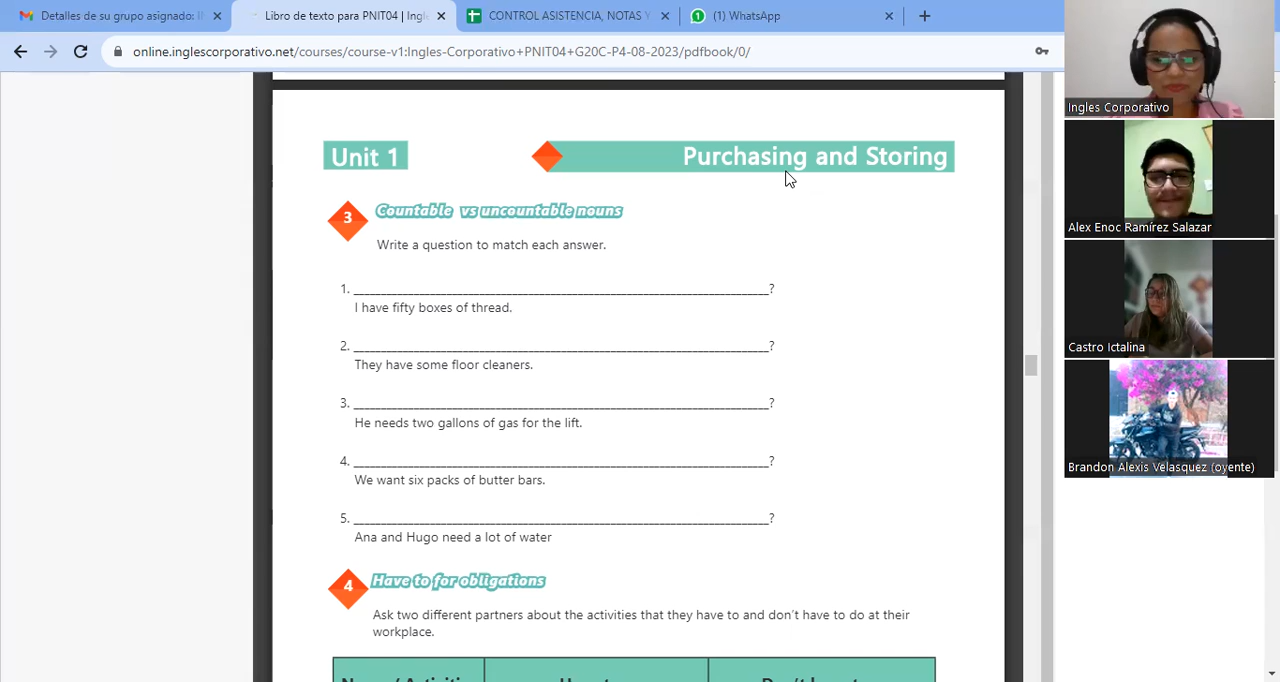 Detalles de su grupo asignado: I
Libro de texto para PNIT04 | Ingl
CONTROL ASISTENCIA, NOTAS Y
(1) WhatsApp
online.inglescorporativo.net/courses/course-v1:Ingles-Corporativo+PNIT04+G20C-P4-08-2023/pdfbook/0/
Unit 1
Purchasing and Storing
3
Countable vs uncountable nouns
Write a question to match each answer.
1. ______________________________?
I have fifty boxes of thread.
2. ______________________________?
They have some floor cleaners.
3. ______________________________?
He needs two gallons of gas for the lift.
4. ______________________________?
We want six packs of butter bars.
5. ______________________________?
Ana and Hugo need a lot of water
4
Have to for obligations
Ask two different partners about the activities that they have to and don't have to do at their
workplace.
Ingles Corporativo
Alex Enoc Ramírez Salazar
Castro Ictalina
Brandon Alexis Velasquez (oyente)